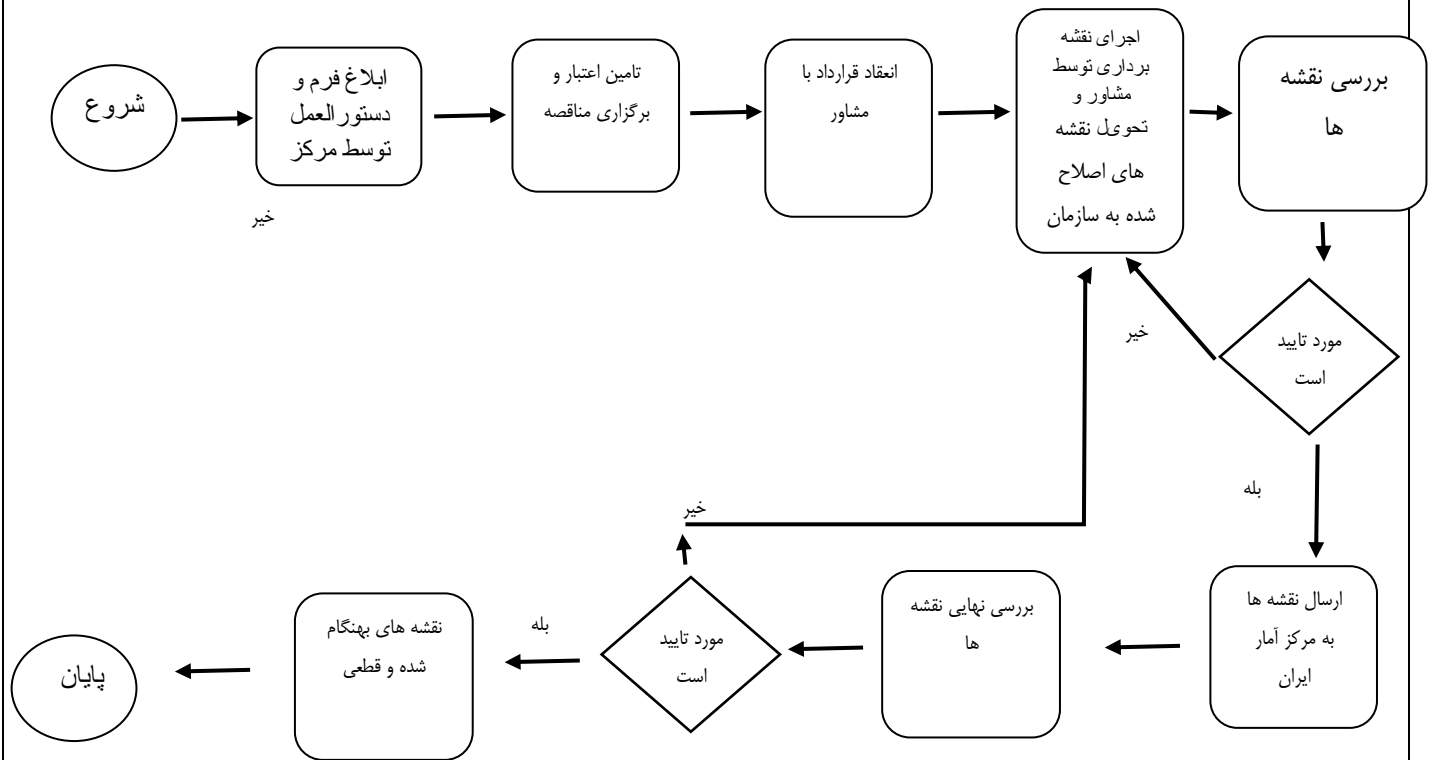 شروع
ابلاغ فرم و
دستورالعمل
توسط مرکز
تامین اعتبار و
برگزاری مناقصه
انعقاد قرارداد با
مشاور
اجرای نقشه
برداری توسط
مشاور و
تحویل نقشه
های اصلاح
شده به سازمان
بررسی نقشه
ها
خیر
مورد تایید
است
خیر
بله
ارسال نقشه ها
به مرکز آمار
ایران
بررسی نهایی نقشه
ها
مورد تایید
است
خیر
بله
نقشه های بهنگام
شده و قطعی
پایان